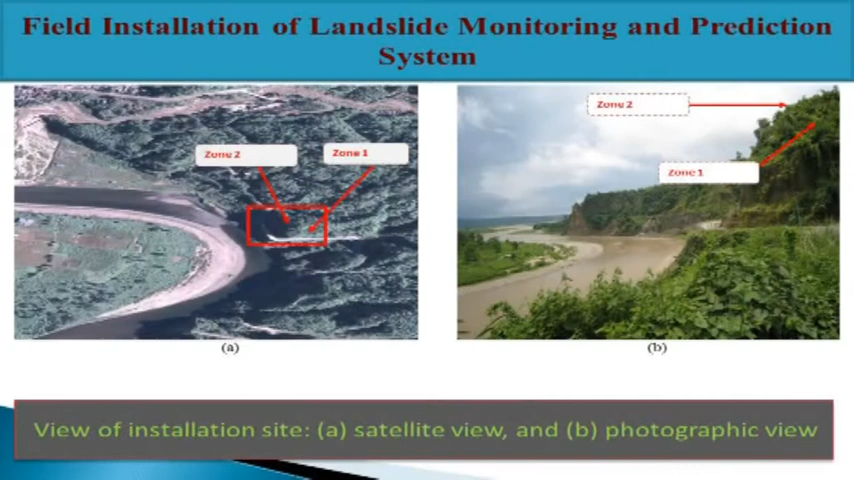 Field Installation of Landslide Monitoring and Prediction
System
Zone 2
Zone 1
Zone 2
Zone 1
(a)
(b)
View of installation site: (a) satellite view, and (b) photographic view